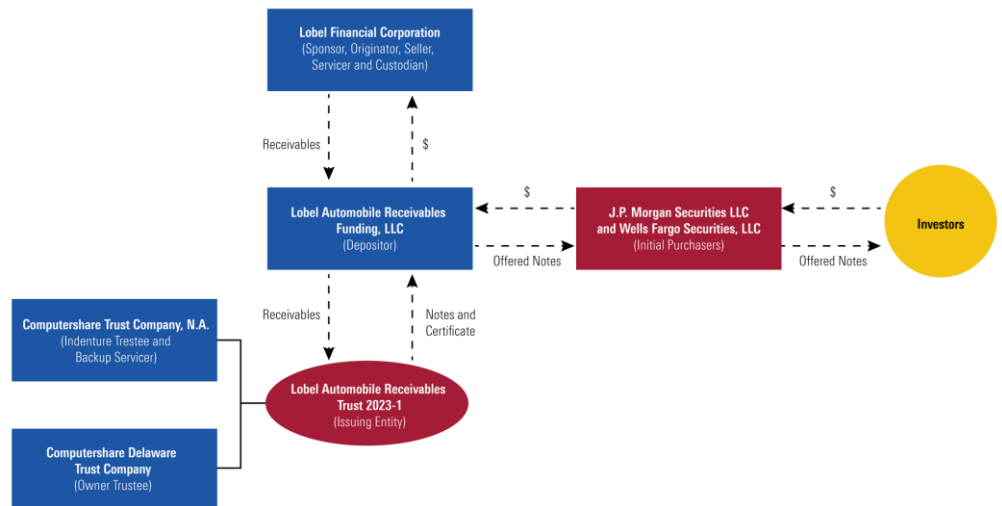 Lobel Financial Corporation
(Sponsor, Originator, Seller,
Servicer and Custodian)
Receivables
$
Lobel Automobile Receivables
Funding, LLC
(Depositor)
$
Offered Notes
J.P. Morgan Securities LLC
and Wells Fargo Securities, LLC
(Initial Purchasers)
$
Offered Notes
Investors
Receivables
Notes and
Certificate
Computershare Trust Company, N.A.
(Indenture Trestee and
Backup Servicer)
Lobel Automobile Receivables
Trust 2023-1
(Issuing Entity)
Computershare Delaware
Trust Company
(Owner Trustee)